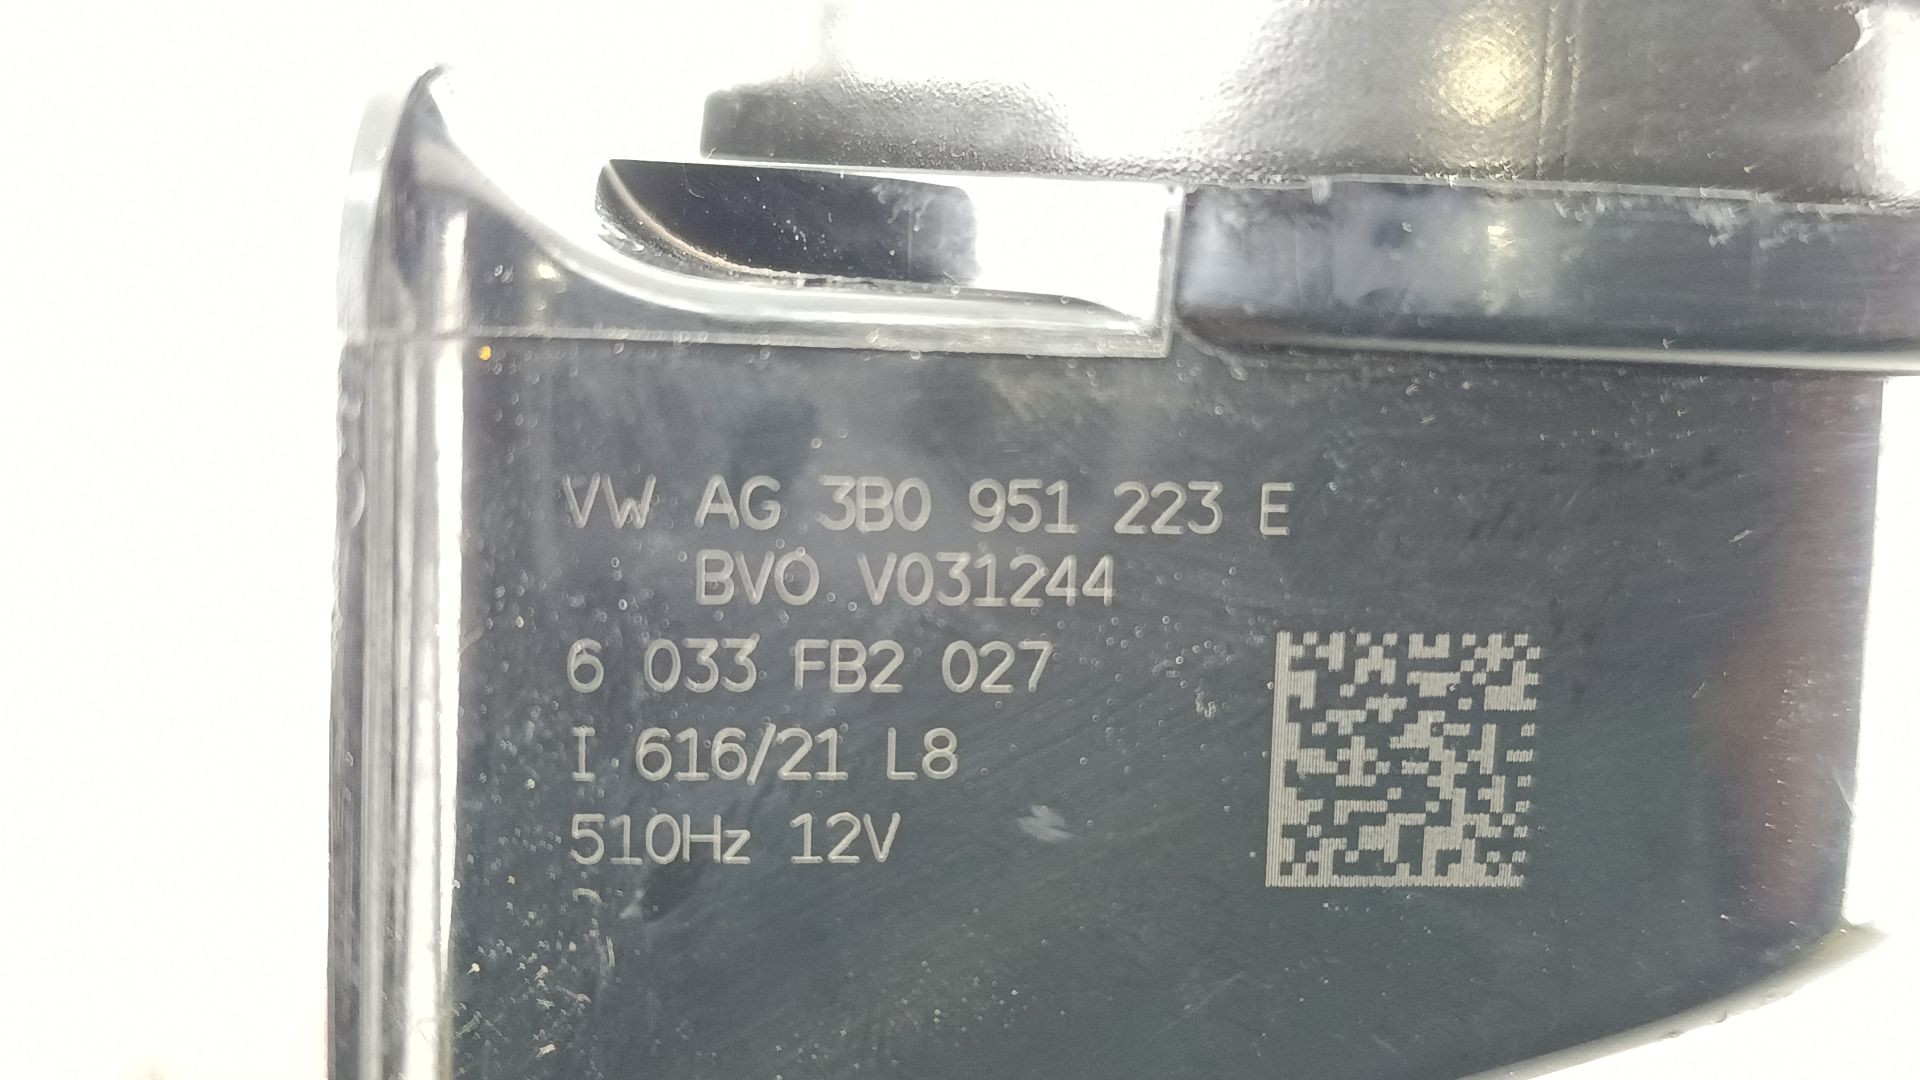 VW AG 3B0 951 223 E
BVO V031244
6 033 FB2 027
I 616/21 L8
510Hz 12V